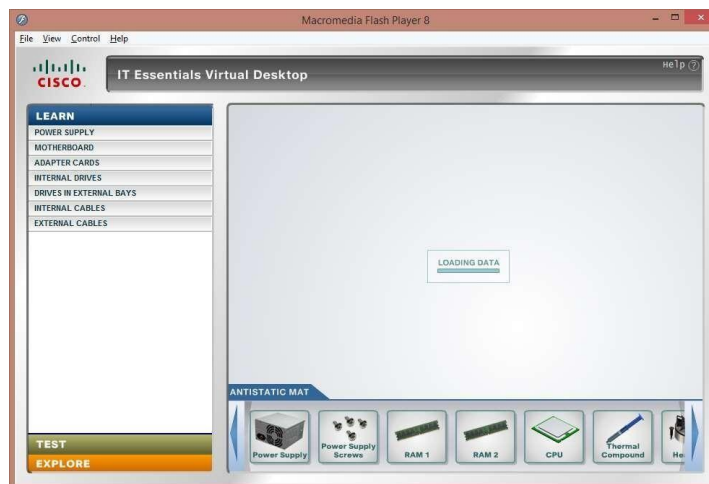 Macromedia Flash Player 8
File View Control Help
CISCO
IT Essentials Virtual Desktop
Help ?
LEARN
POWER SUPPLY
MOTHERBOARD
ADAPTER CARDS
INTERNAL DRIVES
DRIVES IN EXTERNAL BAYS
INTERNAL CABLES
EXTERNAL CABLES
LOADING DATA
ANTISTATIC MAT
Power Supply
Power Supply
Screws
RAM 1
RAM 2
CPU
Thermal
Compound
He
TEST
EXPLORE